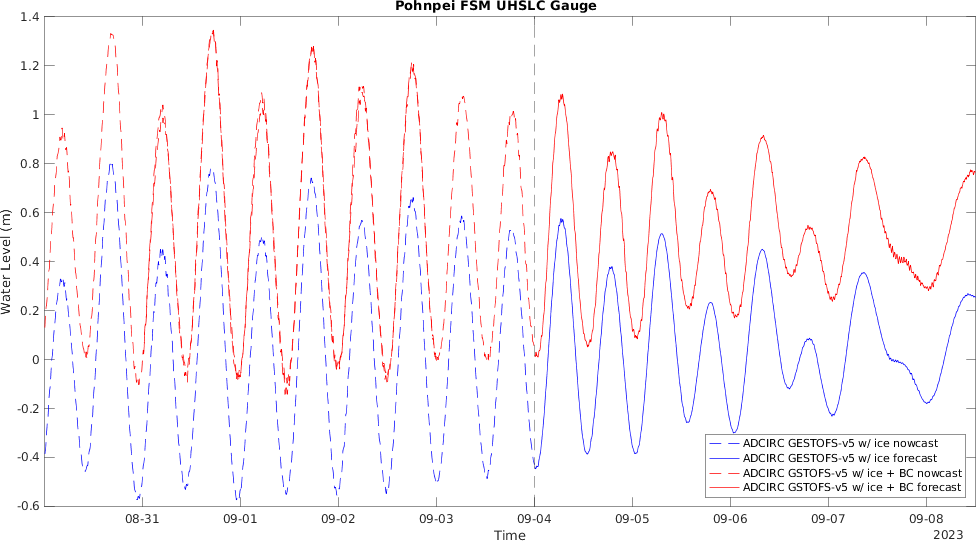 Pohnpei FSM UHSLC Gauge
1.4
1.2
1
0.8
0.6
0.4
0.2
0
-0.2
-0.4
-0.6
Water Level (m)
ADCIRC GESTOFS-v5 w/ ice nowcast
ADCIRC GESTOFS-v5 w/ ice forecast
ADCIRC GSTOFS-v5 w/ ice + BC nowcast
ADCIRC GSTOFS-v5 w/ ice + BC forecast
08-31 09-01 09-02 09-03 09-04 09-05 09-06 09-07 09-08
Time
2023